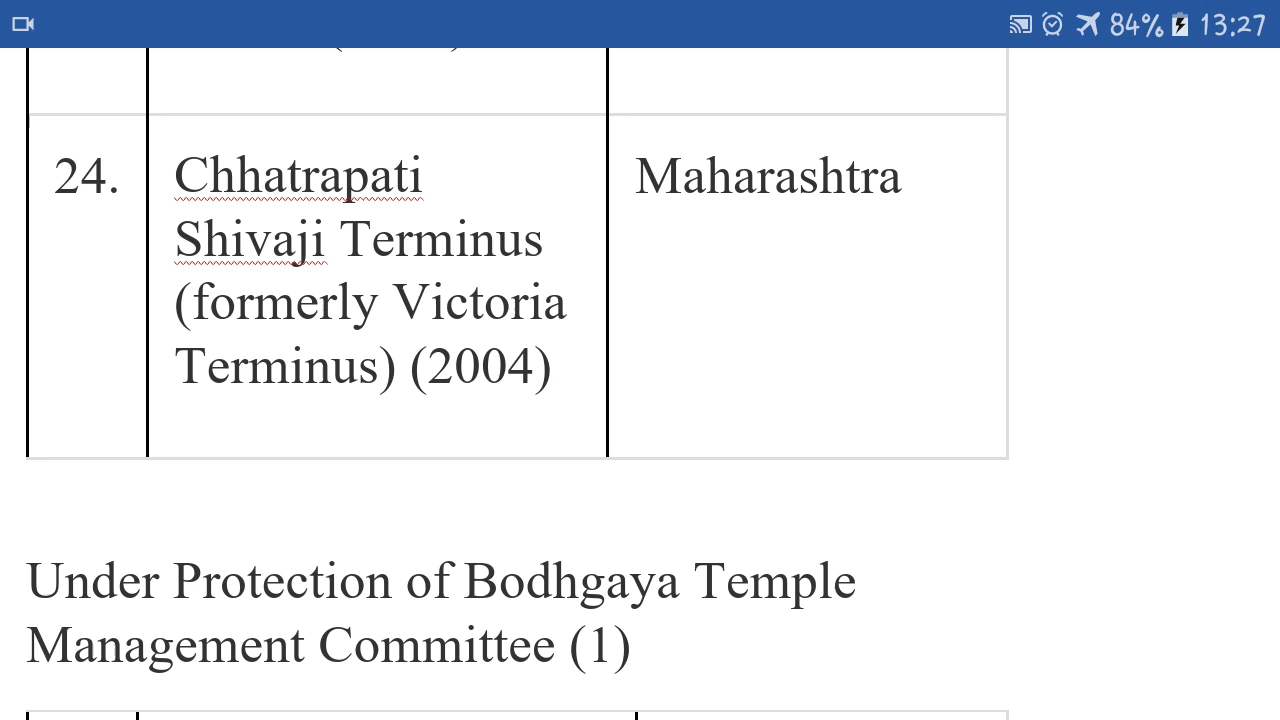 84% 13:27
24. Chhatrapati Maharashtra
Shivaji Terminus
(formerly Victoria
Terminus) (2004)
Under Protection of Bodhgaya Temple
Management Committee (1)